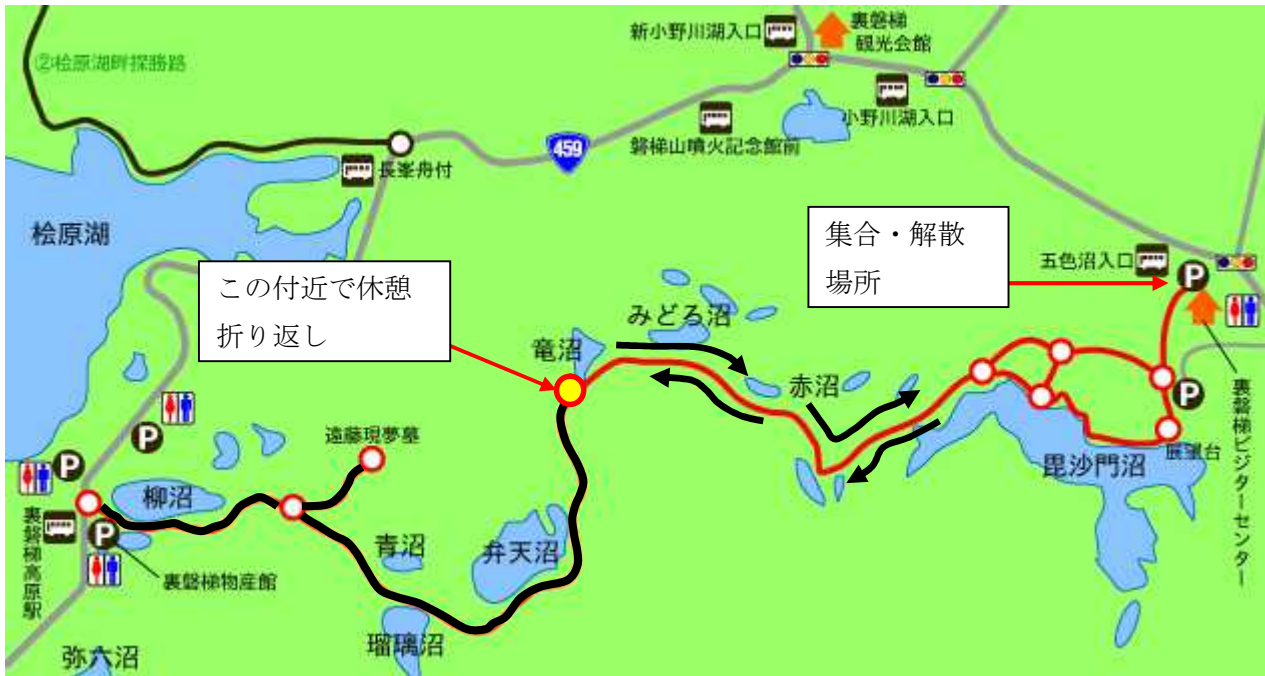 新小野川湖入口
裏磐梯
観光会館
②桧原湖畔探勝路
小野川湖入口
459
磐梯山噴火記念館前
長峯舟付
桧原湖
集合・解散
場所
五色沼入口
P
この付近で休憩
折り返し
みどろ沼
竜沼
赤沼
P
裏磐梯ビジターセンター
展望台
毘沙門沼
遠藤現夢墓
P
P
柳沼
P
裏磐梯高原駅
裏磐梯物産館
青沼
弁天沼
瑠璃沼
弥六沼